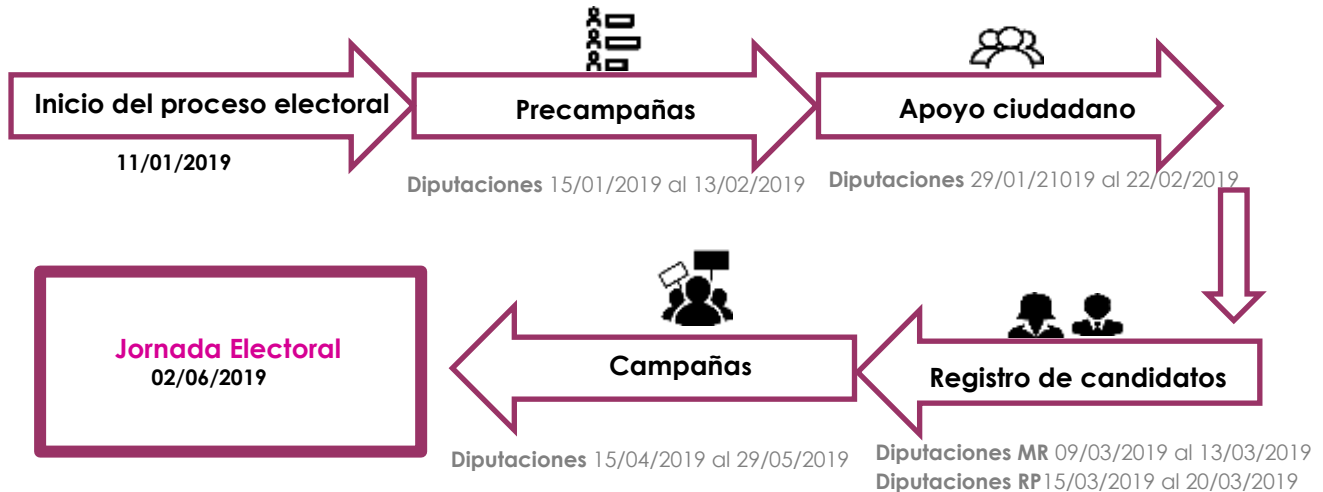 Inicio del proceso electoral
11/01/2019
Precampañas
Diputaciones 15/01/2019 al 13/02/2019
Apoyo ciudadano
Diputaciones 29/01/21019 al 22/02/2019
Registro de candidatos
Diputaciones MR 09/03/2019 al 13/03/2019
Diputaciones RP15/03/2019 al 20/03/2019
Campañas
Diputaciones 15/04/2019 al 29/05/2019
Jornada Electoral
02/06/2019